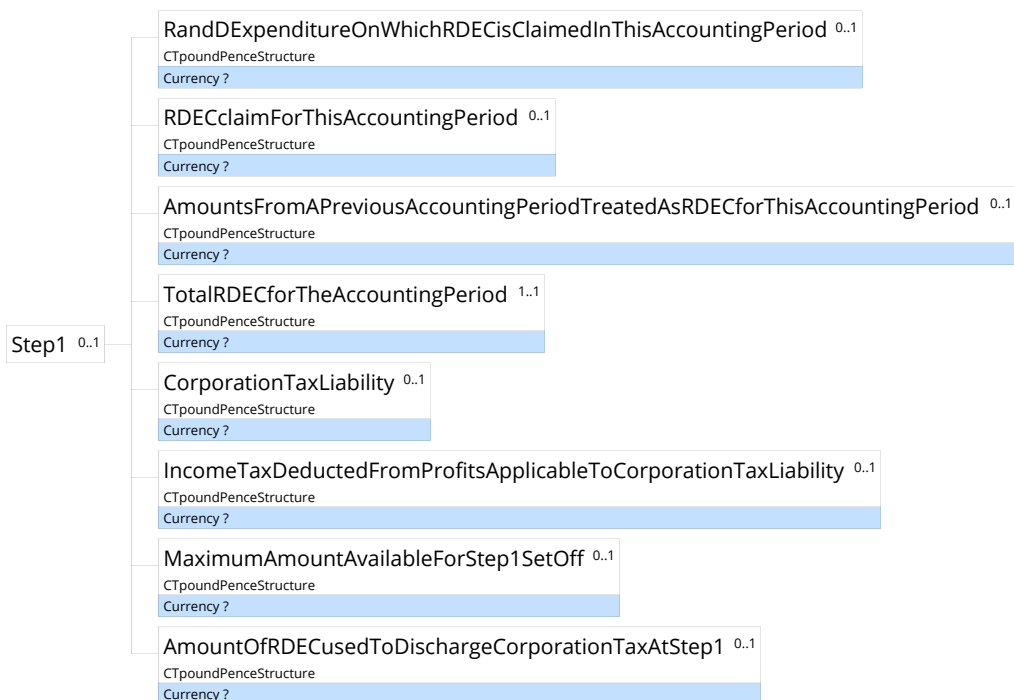 RandDExpenditureOnWhichRDECisClaimedInThisAccountingPeriod 0..1
CTpoundPenceStructure
Currency ?
RDECclaimForThisAccountingPeriod 0..1
CTpoundPenceStructure
Currency ?
AmountsFromAPreviousAccountingPeriodTreatedAsRDECforThisAccountingPeriod 0..1
CTpoundPenceStructure
Currency ?
TotalRDECforTheAccountingPeriod 1..1
CTpoundPenceStructure
Currency ?
Step1 0..1
CorporationTaxLiability 0..1
CTpoundPenceStructure
Currency ?
IncomeTaxDeductedFromProfitsApplicableToCorporationTaxLiability 0..1
CTpoundPenceStructure
Currency ?
MaximumAmountAvailableForStep1SetOff 0..1
CTpoundPenceStructure
Currency ?
AmountOfRDECusedToDischargeCorporationTaxAtStep1 0..1
CTpoundPenceStructure
Currency ?